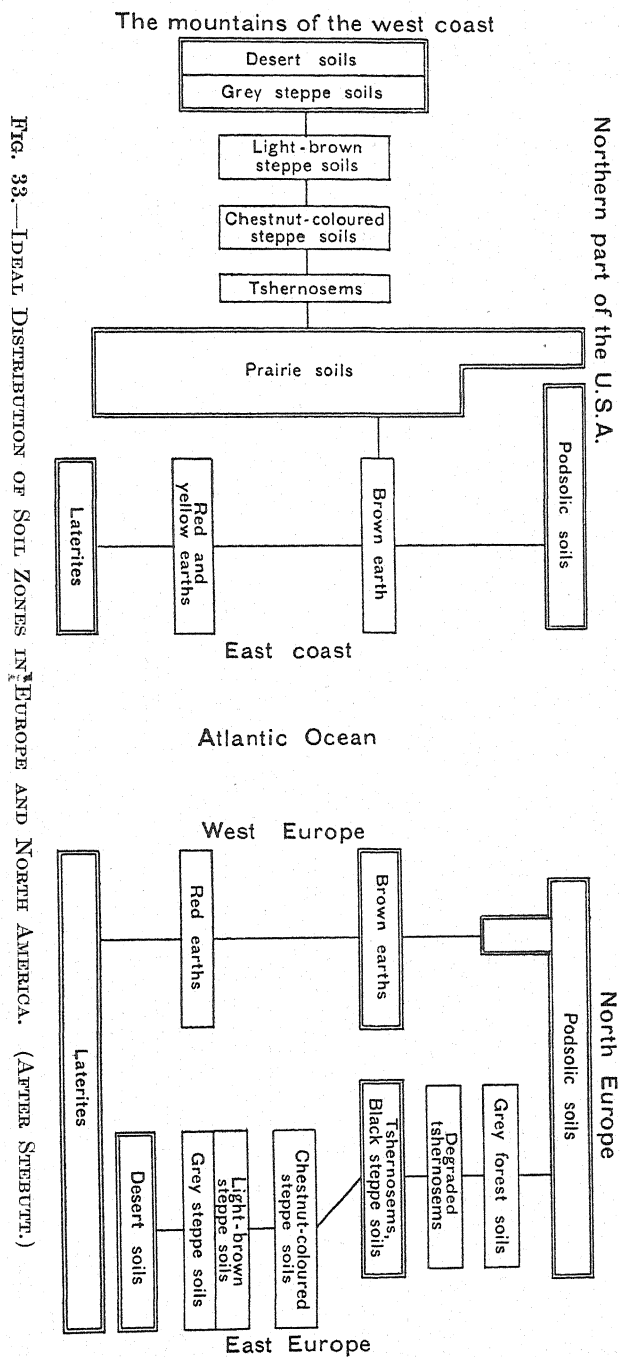 The mountains of the west coast
Desert soils
Grey steppe soils
Light-brown
steppe soils
Chestnut-coloured
steppe soils
Tshernosems
Prairie soils
Northern part of the U.S.A.
Podsolic soils
Brown earth
Red and
yellow earths
Laterites
East coast
Atlantic Ocean
West Europe
North Europe
Podsolic soils
Brown earths
Red earths
Laterites
Grey forest soils
Degraded
tshernosems
Tshernosems,
Black steppe soils
Chestnut-coloured
steppe soils
Light-brown
steppe soils
Grey steppe soils
Desert soils
East Europe
FIG. 33.—IDEAL DISTRIBUTION OF SOIL ZONES IN EUROPE AND NORTH AMERICA. (AFTER STEBUTT.)